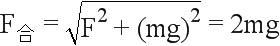 F合 = √(F² + (mg)²) = 2mg